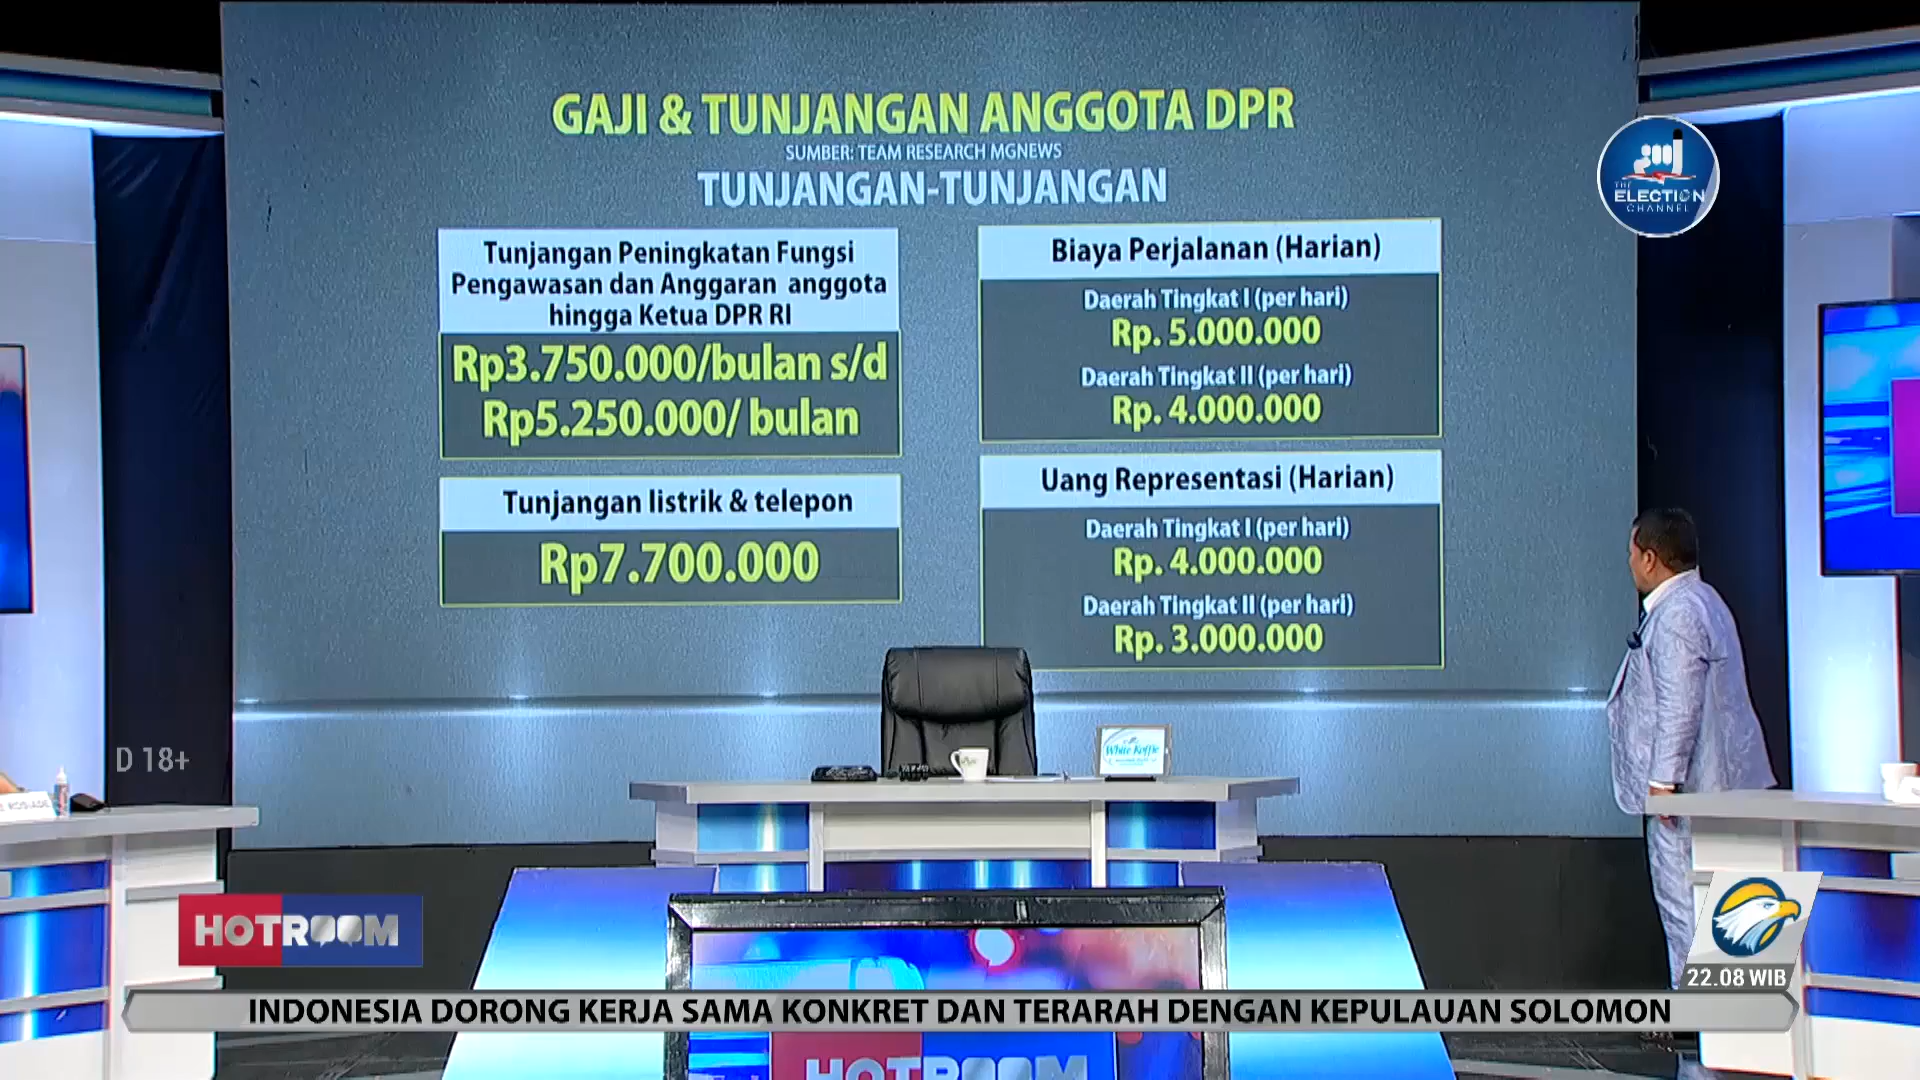 GAJI & TUNJANGAN ANGGOTA DPR
SUMBER: TEAM RESEARCH MGNEWS
TUNJANGAN-TUNJANGAN
Tunjangan Peningkatan Fungsi
Pengawasan dan Anggaran anggota
hingga Ketua DPR RI
Rp3.750.000/bulan s/d
Rp5.250.000/ bulan
Tunjangan listrik & telepon
Rp7.700.000
Biaya Perjalanan (Harian)
Daerah Tingkat I (per hari)
Rp. 5.000.000
Daerah Tingkat II (per hari)
Rp. 4.000.000
Uang Representasi (Harian)
Daerah Tingkat I (per hari)
Rp. 4.000.000
Daerah Tingkat II (per hari)
Rp. 3.000.000
THE
ELECTION
CHANNEL
D 18+
White Koffie
HOTROOM
22.08 WIB
INDONESIA DORONG KERJA SAMA KONKRET DAN TERARAH DENGAN KEPULAUAN SOLOMON
HOTROOM